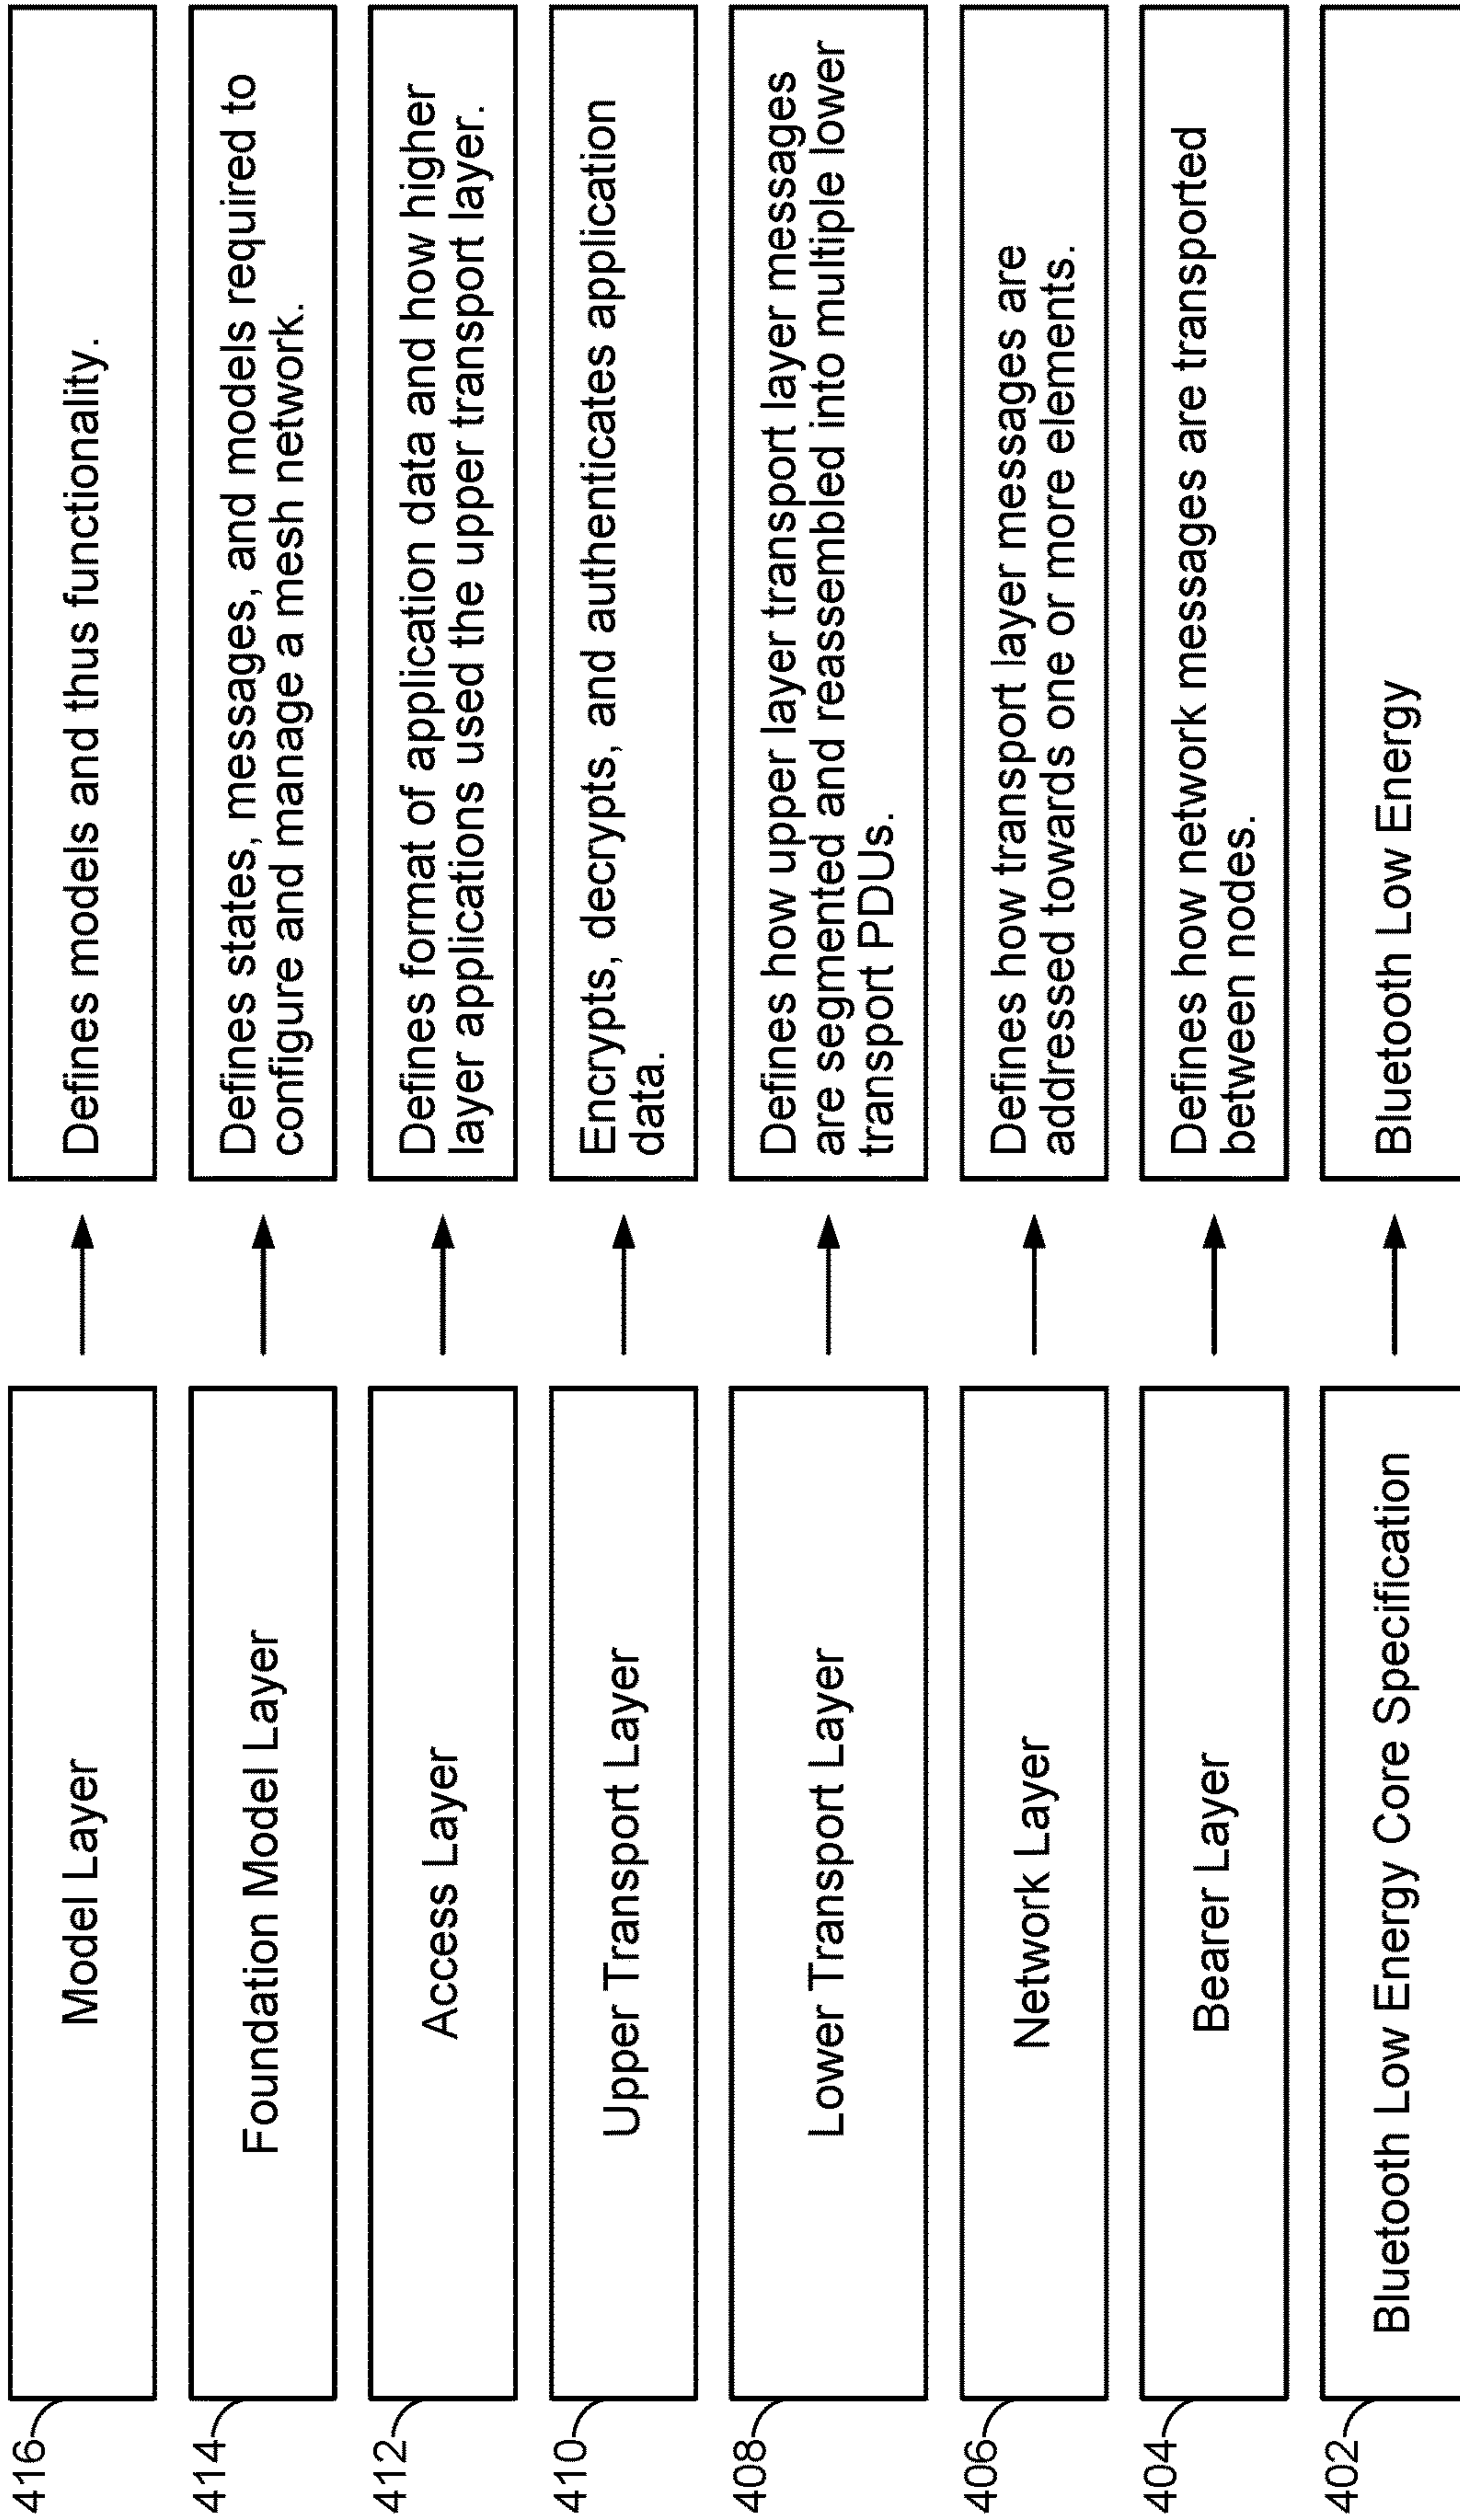 416
Model Layer
Defines models and thus functionality.
414
Foundation Model Layer
Defines states, messages, and models required to
configure and manage a mesh network.
412
Access Layer
Defines format of application data and how higher
layer applications used the upper transport layer.
410
Upper Transport Layer
Encrypts, decrypts, and authenticates application
data.
408
Lower Transport Layer
Defines how upper layer transport layer messages
are segmented and reassembled into multiple lower
transport PDUs.
406
Network Layer
Defines how transport layer messages are
addressed towards one or more elements.
404
Bearer Layer
Defines how network messages are transported
between nodes.
402
Bluetooth Low Energy Core Specification
Bluetooth Low Energy